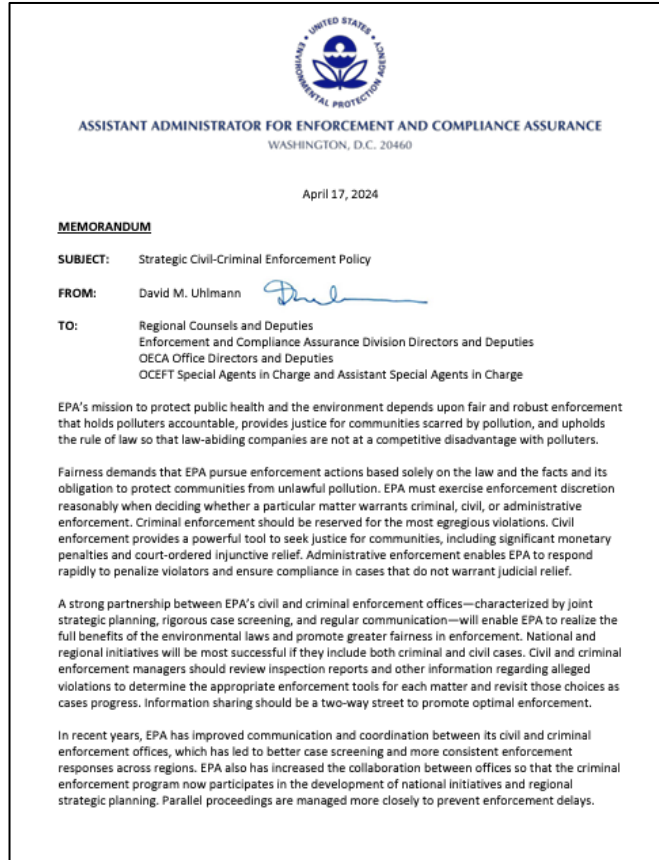 UNITED STATES
ENVIRONMENTAL PROTECTION AGENCY
ASSISTANT ADMINISTRATOR FOR ENFORCEMENT AND COMPLIANCE ASSURANCE
WASHINGTON, D.C. 20460
April 17, 2024
MEMORANDUM
SUBJECT: Strategic Civil-Criminal Enforcement Policy
FROM: David M. Uhlmann
TO: Regional Counsels and Deputies
Enforcement and Compliance Assurance Division Directors and Deputies
OECA Office Directors and Deputies
OCEFT Special Agents in Charge and Assistant Special Agents in Charge
EPA's mission to protect public health and the environment depends upon fair and robust enforcement
that holds polluters accountable, provides justice for communities scarred by pollution, and upholds
the rule of law so that law-abiding companies are not at a competitive disadvantage with polluters.
Fairness demands that EPA pursue enforcement actions based solely on the law and the facts and its
obligation to protect communities from unlawful pollution. EPA must exercise enforcement discretion
reasonably when deciding whether a particular matter warrants criminal, civil, or administrative
enforcement. Criminal enforcement should be reserved for the most egregious violations. Civil
enforcement provides a powerful tool to seek justice for communities, including significant monetary
penalties and court-ordered injunctive relief. Administrative enforcement enables EPA to respond
rapidly to penalize violators and ensure compliance in cases that do not warrant judicial relief.
A strong partnership between EPA's civil and criminal enforcement offices—characterized by joint
strategic planning, rigorous case screening, and regular communication—will enable EPA to realize the
full benefits of the environmental laws and promote greater fairness in enforcement. National and
regional initiatives will be most successful if they include both criminal and civil cases. Civil and criminal
enforcement managers should review inspection reports and other information regarding alleged
violations to determine the appropriate enforcement tools for each matter and revisit those choices as
cases progress. Information sharing should be a two-way street to promote optimal enforcement.
In recent years, EPA has improved communication and coordination between its civil and criminal
enforcement offices, which has led to better case screening and more consistent enforcement
responses across regions. EPA also has increased the collaboration between offices so that the criminal
enforcement program now participates in the development of national initiatives and regional
strategic planning. Parallel proceedings are managed more closely to prevent enforcement delays.